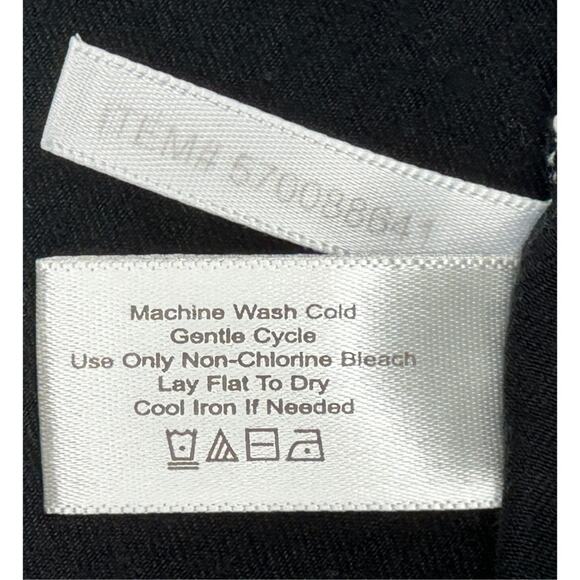 ITEM# 570088641
Machine Wash Cold
Gentle Cycle
Use Only Non-Chlorine Bleach
Lay Flat To Dry
Cool Iron If Needed